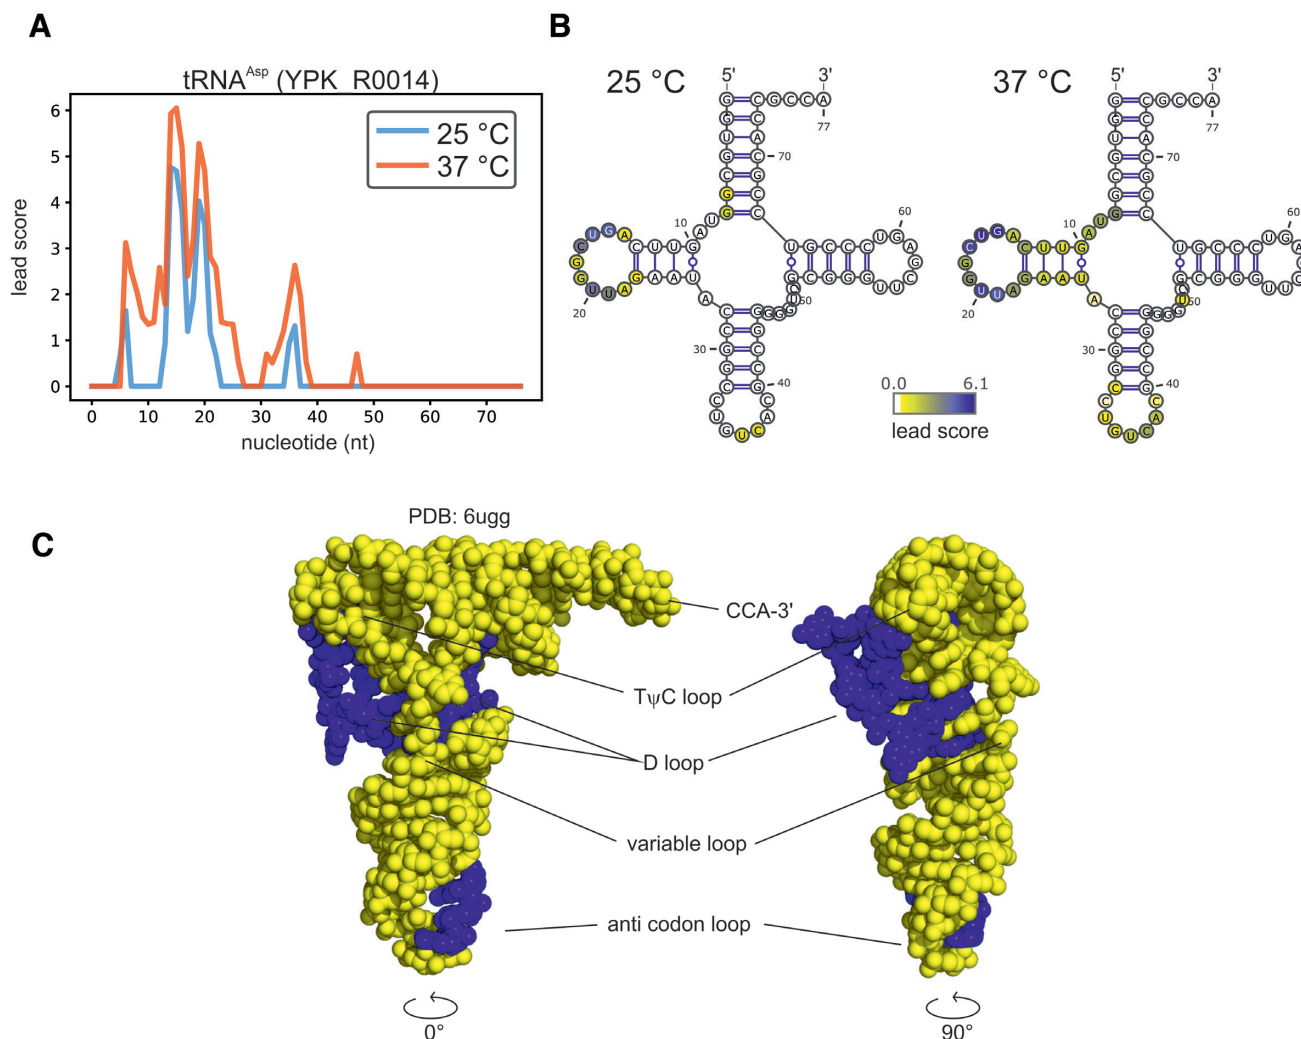 A
tRNA^Asp (YPK R0014)
lead score
6
5
4
3
2
1
0
25 °C
37 °C
0 10 20 30 40 50 60 70
nucleotide (nt)
B
25 °C
5' 3'
77
70
10
60
20
50
30
40
37 °C
5' 3'
77
70
10
60
20
50
30
40
0.0 6.1
lead score
C
PDB: 6ugg
CCA-3'
TψC loop
D loop
variable loop
anti codon loop
0°
90°